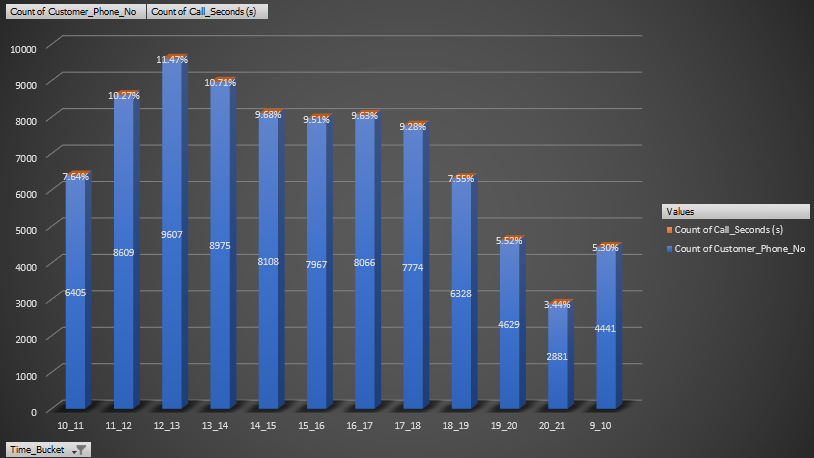 Count of Customer_Phone_No Count of Call_Seconds (s)
10000
9000
8000
7000
6000
5000
4000
3000
2000
1000
0
7.64% 10.27% 11.47% 10.71% 9.68% 9.51% 9.63% 9.28% 7.55% 5.52% 3.44% 5.30%
6405 8609 9607 8975 8108 7967 8066 7774 6328 4629 2881 4441
10_11 11_12 12_13 13_14 14_15 15_16 16_17 17_18 18_19 19_20 20_21 9_10
Values
Count of Call_Seconds (s)
Count of Customer_Phone_No
Time_Bucket